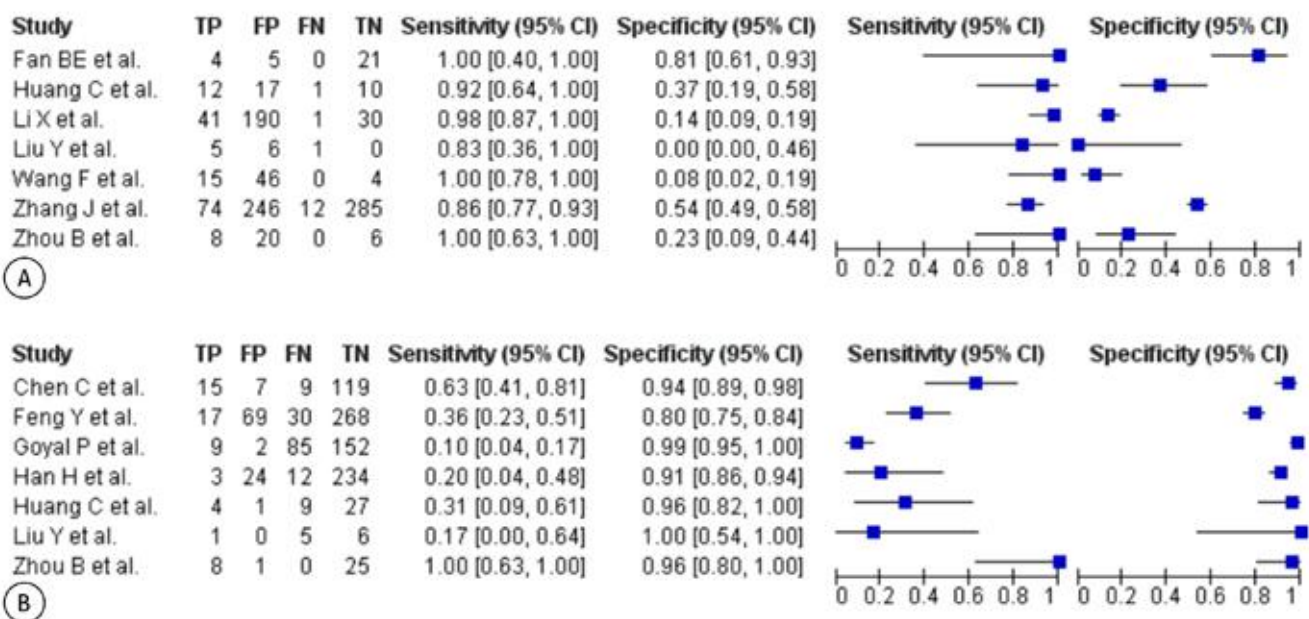 Study TP FP FN TN Sensitivity (95% CI) Specificity (95% CI) Sensitivity (95% CI) Specificity (95% CI)
Fan BE et al. 4 5 0 21 1.00 [0.40, 1.00] 0.81 [0.61, 0.93]
Huang C et al. 12 17 1 10 0.92 [0.64, 1.00] 0.37 [0.19, 0.58]
Li X et al. 41 190 1 30 0.98 [0.87, 1.00] 0.14 [0.09, 0.19]
Liu Y et al. 5 6 1 0 0.83 [0.36, 1.00] 0.00 [0.00, 0.46]
Wang F et al. 15 46 0 4 1.00 [0.78, 1.00] 0.08 [0.02, 0.19]
Zhang J et al. 74 246 12 285 0.86 [0.77, 0.93] 0.54 [0.49, 0.58]
Zhou B et al. 8 20 0 6 1.00 [0.63, 1.00] 0.23 [0.09, 0.44]
0 0.2 0.4 0.6 0.8 1 0 0.2 0.4 0.6 0.8 1
A
Study TP FP FN TN Sensitivity (95% CI) Specificity (95% CI) Sensitivity (95% CI) Specificity (95% CI)
Chen C et al. 15 7 9 119 0.63 [0.41, 0.81] 0.94 [0.89, 0.98]
Feng Y et al. 17 69 30 268 0.36 [0.23, 0.51] 0.80 [0.75, 0.84]
Goyal P et al. 9 2 85 152 0.10 [0.04, 0.17] 0.99 [0.95, 1.00]
Han H et al. 3 24 12 234 0.20 [0.04, 0.48] 0.91 [0.86, 0.94]
Huang C et al. 4 1 9 27 0.31 [0.09, 0.61] 0.96 [0.82, 1.00]
Liu Y et al. 1 0 5 6 0.17 [0.00, 0.64] 1.00 [0.54, 1.00]
Zhou B et al. 8 1 0 25 1.00 [0.63, 1.00] 0.96 [0.80, 1.00]
0 0.2 0.4 0.6 0.8 1 0 0.2 0.4 0.6 0.8 1
B